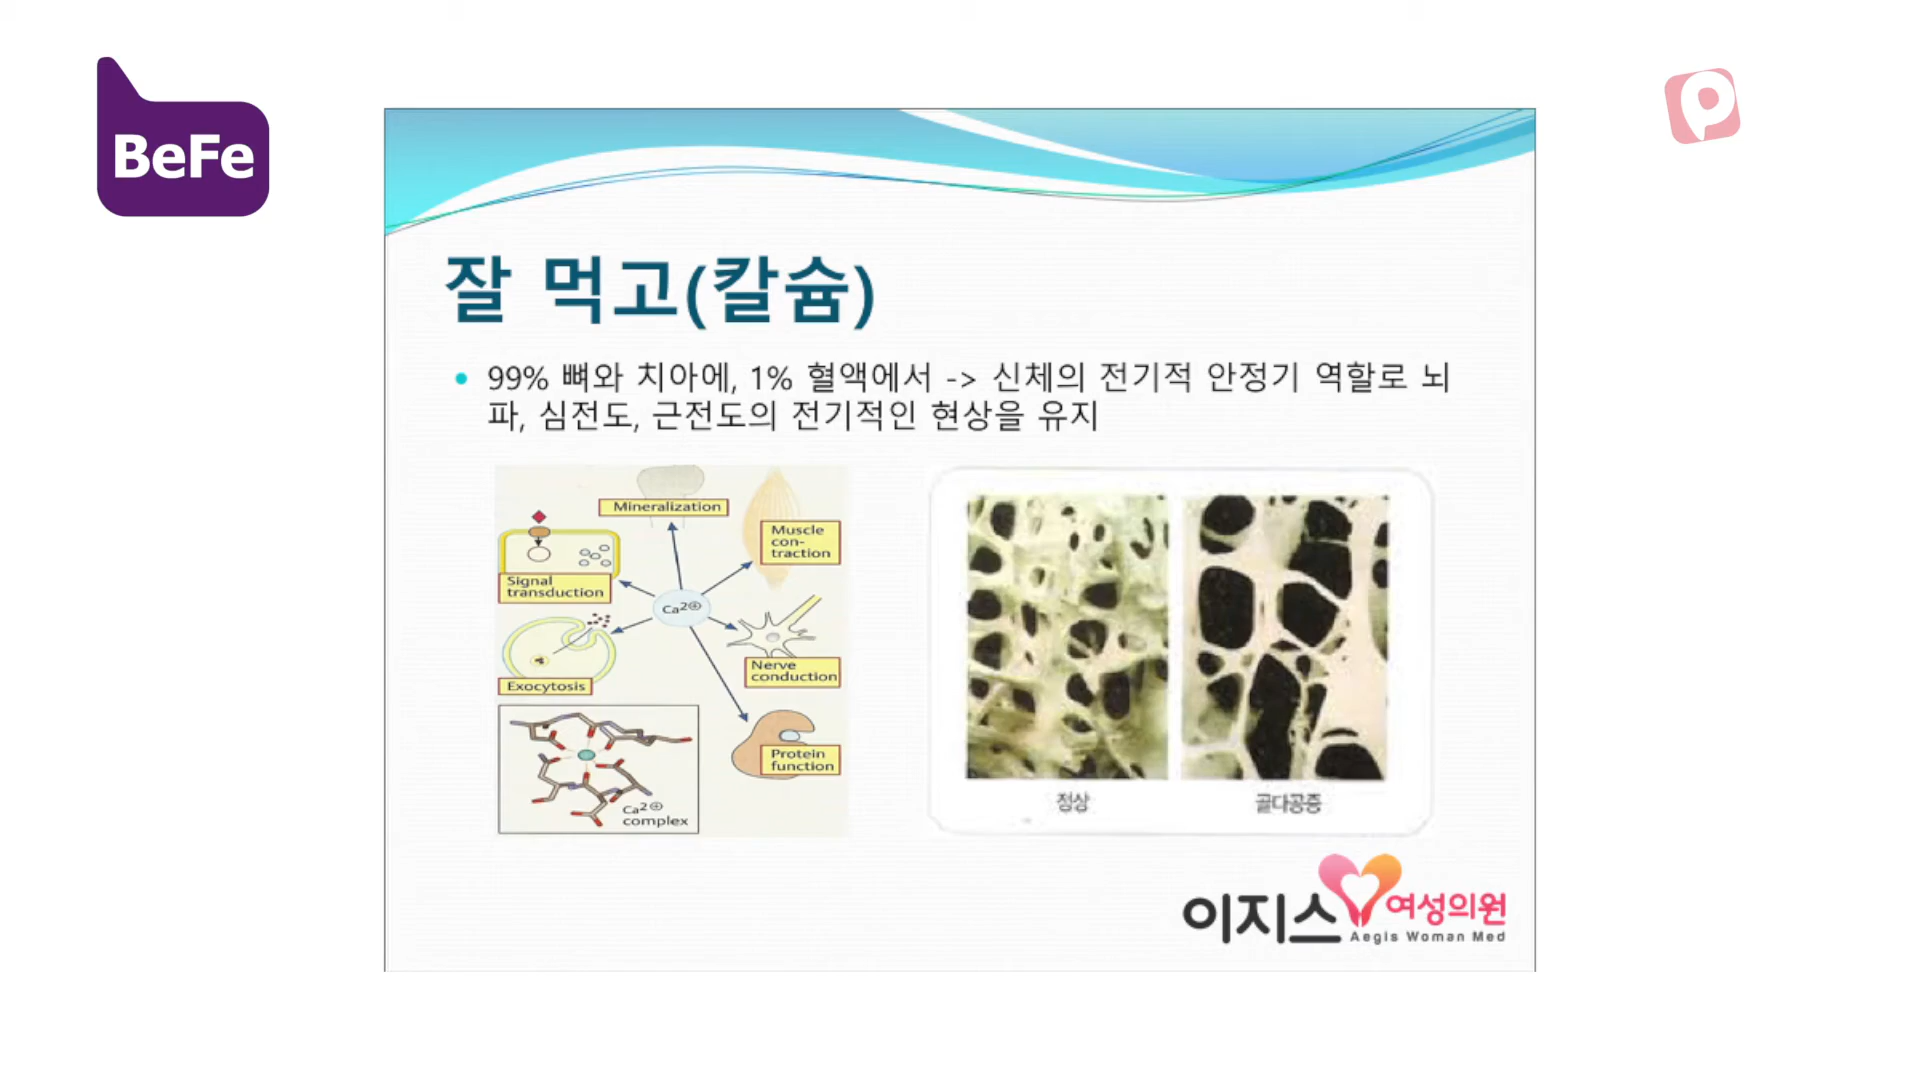 BeFe
잘 먹고(칼슘)
99% 뼈와 치아에, 1% 혈액에서 -> 신체의 전기적 안정기 역할로 뇌
파, 심전도, 근전도의 전기적인 현상을 유지
Mineralization
Muscle
con-
traction
Signal
transduction
Ca2⊕
Nerve
conduction
Exocytosis
Protein
function
Ca2⊕
complex
정상
골다공증
이지스 여성의원
Aegis Woman Med